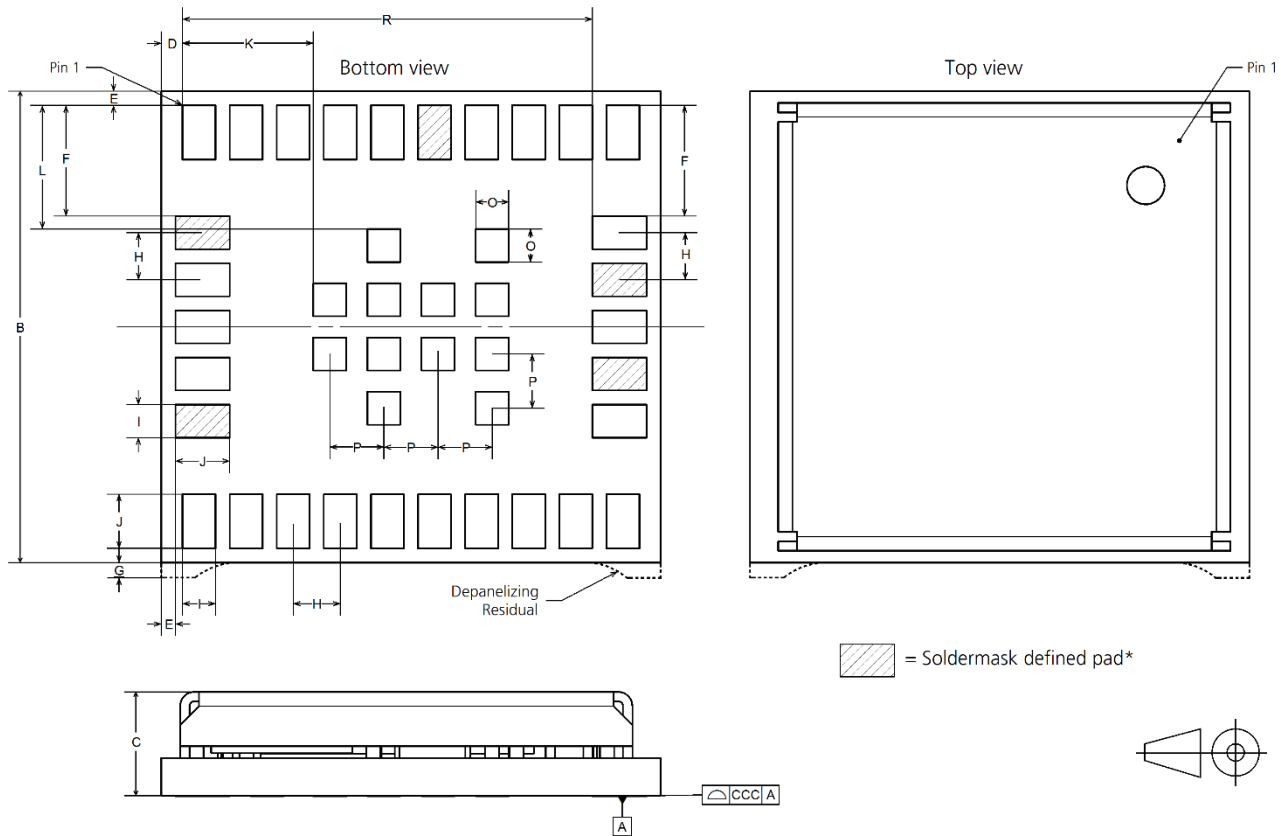 R
D
K
Pin 1
Bottom view
Top view
Pin 1
E
L
F
F
O
O
H
H
B
P
I
P
P
P
J
J
G
Depanelizing
Residual
I
H
E
= Soldermask defined pad*
C
CCC A
A